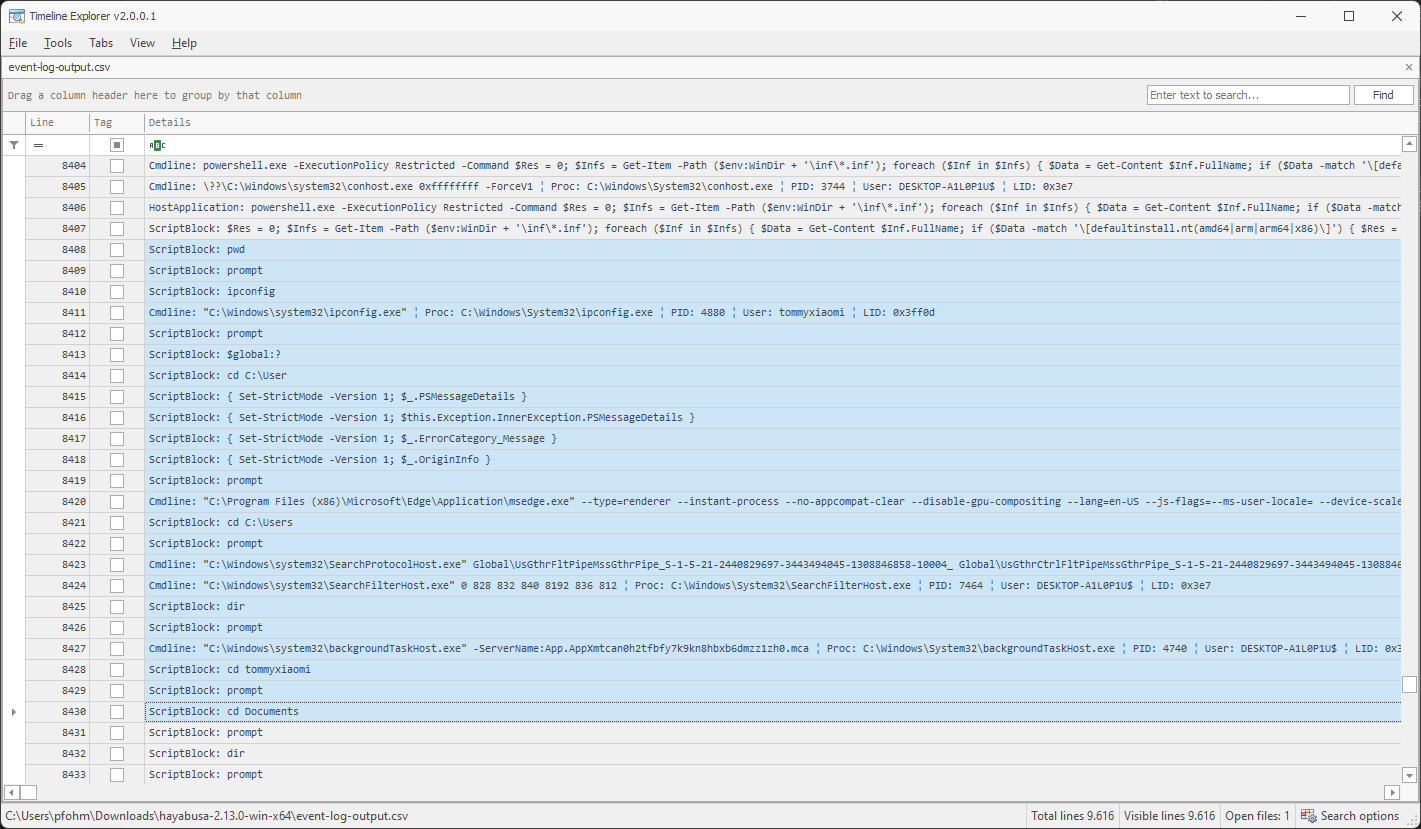 Timeline Explorer v2.0.0.1
File Tools Tabs View Help
event-log-output.csv
Drag a column header here to group by that column
Enter text to search... Find
Line Tag Details
= ABC
8404 Cmdline: powershell.exe -ExecutionPolicy Restricted -Command $Res = 0; $Infs = Get-Item -Path ($env:WinDir + '\inf\*.inf'); foreach ($Inf in $Infs) { $Data = Get-Content $Inf.FullName; if ($Data -match '\[defa
8405 Cmdline: \??\C:\Windows\system32\conhost.exe 0xffffffff -ForceV1 ¦ Proc: C:\Windows\System32\conhost.exe ¦ PID: 3744 ¦ User: DESKTOP-A1L0P1U$ ¦ LID: 0x3e7
8406 HostApplication: powershell.exe -ExecutionPolicy Restricted -Command $Res = 0; $Infs = Get-Item -Path ($env:WinDir + '\inf\*.inf'); foreach ($Inf in $Infs) { $Data = Get-Content $Inf.FullName; if ($Data -match
8407 ScriptBlock: $Res = 0; $Infs = Get-Item -Path ($env:WinDir + '\inf\*.inf'); foreach ($Inf in $Infs) { $Data = Get-Content $Inf.FullName; if ($Data -match '\[defaultinstall.nt(amd64|arm|arm64|x86)\]') { $Res =
8408 ScriptBlock: pwd
8409 ScriptBlock: prompt
8410 ScriptBlock: ipconfig
8411 Cmdline: "C:\Windows\system32\ipconfig.exe" ¦ Proc: C:\Windows\System32\ipconfig.exe ¦ PID: 4880 ¦ User: tommyxiaomi ¦ LID: 0x3ff0d
8412 ScriptBlock: prompt
8413 ScriptBlock: $global:?
8414 ScriptBlock: cd C:\User
8415 ScriptBlock: { Set-StrictMode -Version 1; $_.PSMessageDetails }
8416 ScriptBlock: { Set-StrictMode -Version 1; $this.Exception.InnerException.PSMessageDetails }
8417 ScriptBlock: { Set-StrictMode -Version 1; $_.ErrorCategory_Message }
8418 ScriptBlock: { Set-StrictMode -Version 1; $_.OriginInfo }
8419 ScriptBlock: prompt
8420 Cmdline: "C:\Program Files (x86)\Microsoft\Edge\Application\msedge.exe" --type=renderer --instant-process --no-appcompat-clear --disable-gpu-compositing --lang=en-US --js-flags=--ms-user-locale= --device-scale
8421 ScriptBlock: cd C:\Users
8422 ScriptBlock: prompt
8423 Cmdline: "C:\Windows\system32\SearchProtocolHost.exe" Global\UsGthrFltPipeMssGthrPipe_S-1-5-21-2440829697-3443494045-1308846858-10004_ Global\UsGthrCtrlFltPipeMssGthrPipe_S-1-5-21-2440829697-3443494045-1308846
8424 Cmdline: "C:\Windows\system32\SearchFilterHost.exe" 0 828 832 840 8192 836 812 ¦ Proc: C:\Windows\System32\SearchFilterHost.exe ¦ PID: 7464 ¦ User: DESKTOP-A1L0P1U$ ¦ LID: 0x3e7
8425 ScriptBlock: dir
8426 ScriptBlock: prompt
8427 Cmdline: "C:\Windows\system32\backgroundTaskHost.exe" -ServerName:App.AppXmtcan0h2tfbfy7k9kn8hbxb6dmzz1zh0.mca ¦ Proc: C:\Windows\System32\backgroundTaskHost.exe ¦ PID: 4740 ¦ User: DESKTOP-A1L0P1U$ ¦ LID: 0x3
8428 ScriptBlock: cd tommyxiaomi
8429 ScriptBlock: prompt
8430 ScriptBlock: cd Documents
8431 ScriptBlock: prompt
8432 ScriptBlock: dir
8433 ScriptBlock: prompt
C:\Users\pfohm\Downloads\hayabusa-2.13.0-win-x64\event-log-output.csv Total lines 9.616 Visible lines 9.616 Open files: 1 Search options